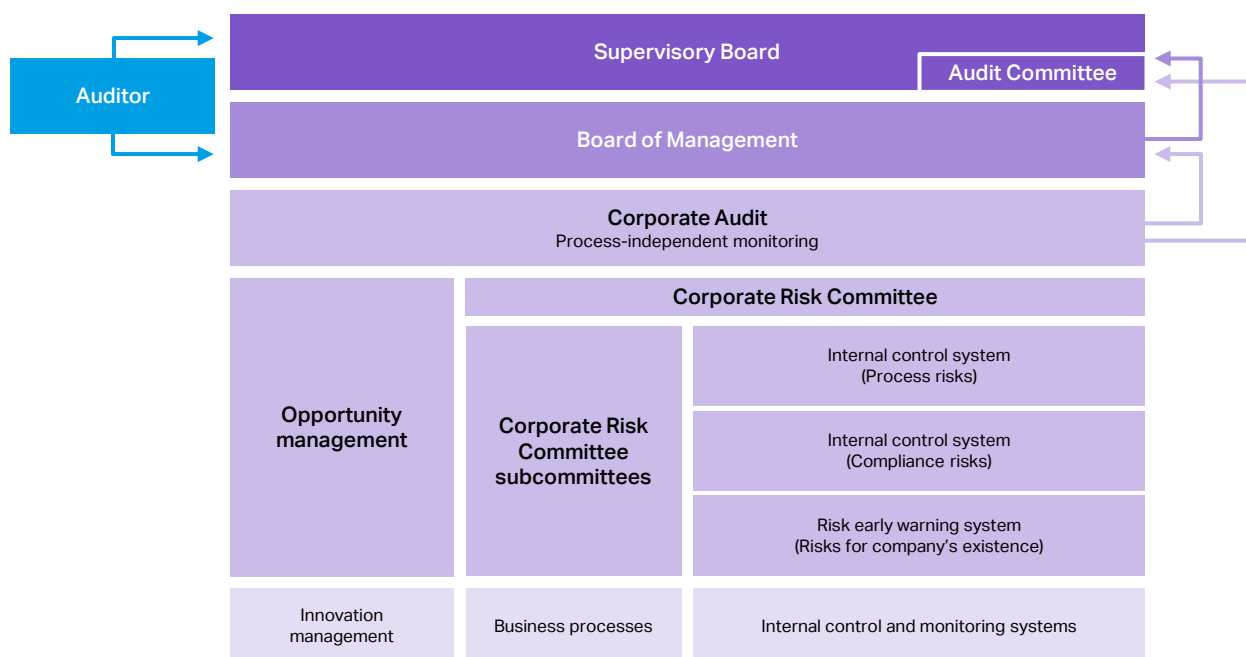 Supervisory Board
Audit Committee
Auditor
Board of Management
Corporate Audit
Process-independent monitoring
Corporate Risk Committee
Opportunity
management
Corporate Risk
Committee
subcommittees
Internal control system
(Process risks)
Internal control system
(Compliance risks)
Risk early warning system
(Risks for company’s existence)
Innovation
management
Business processes
Internal control and monitoring systems